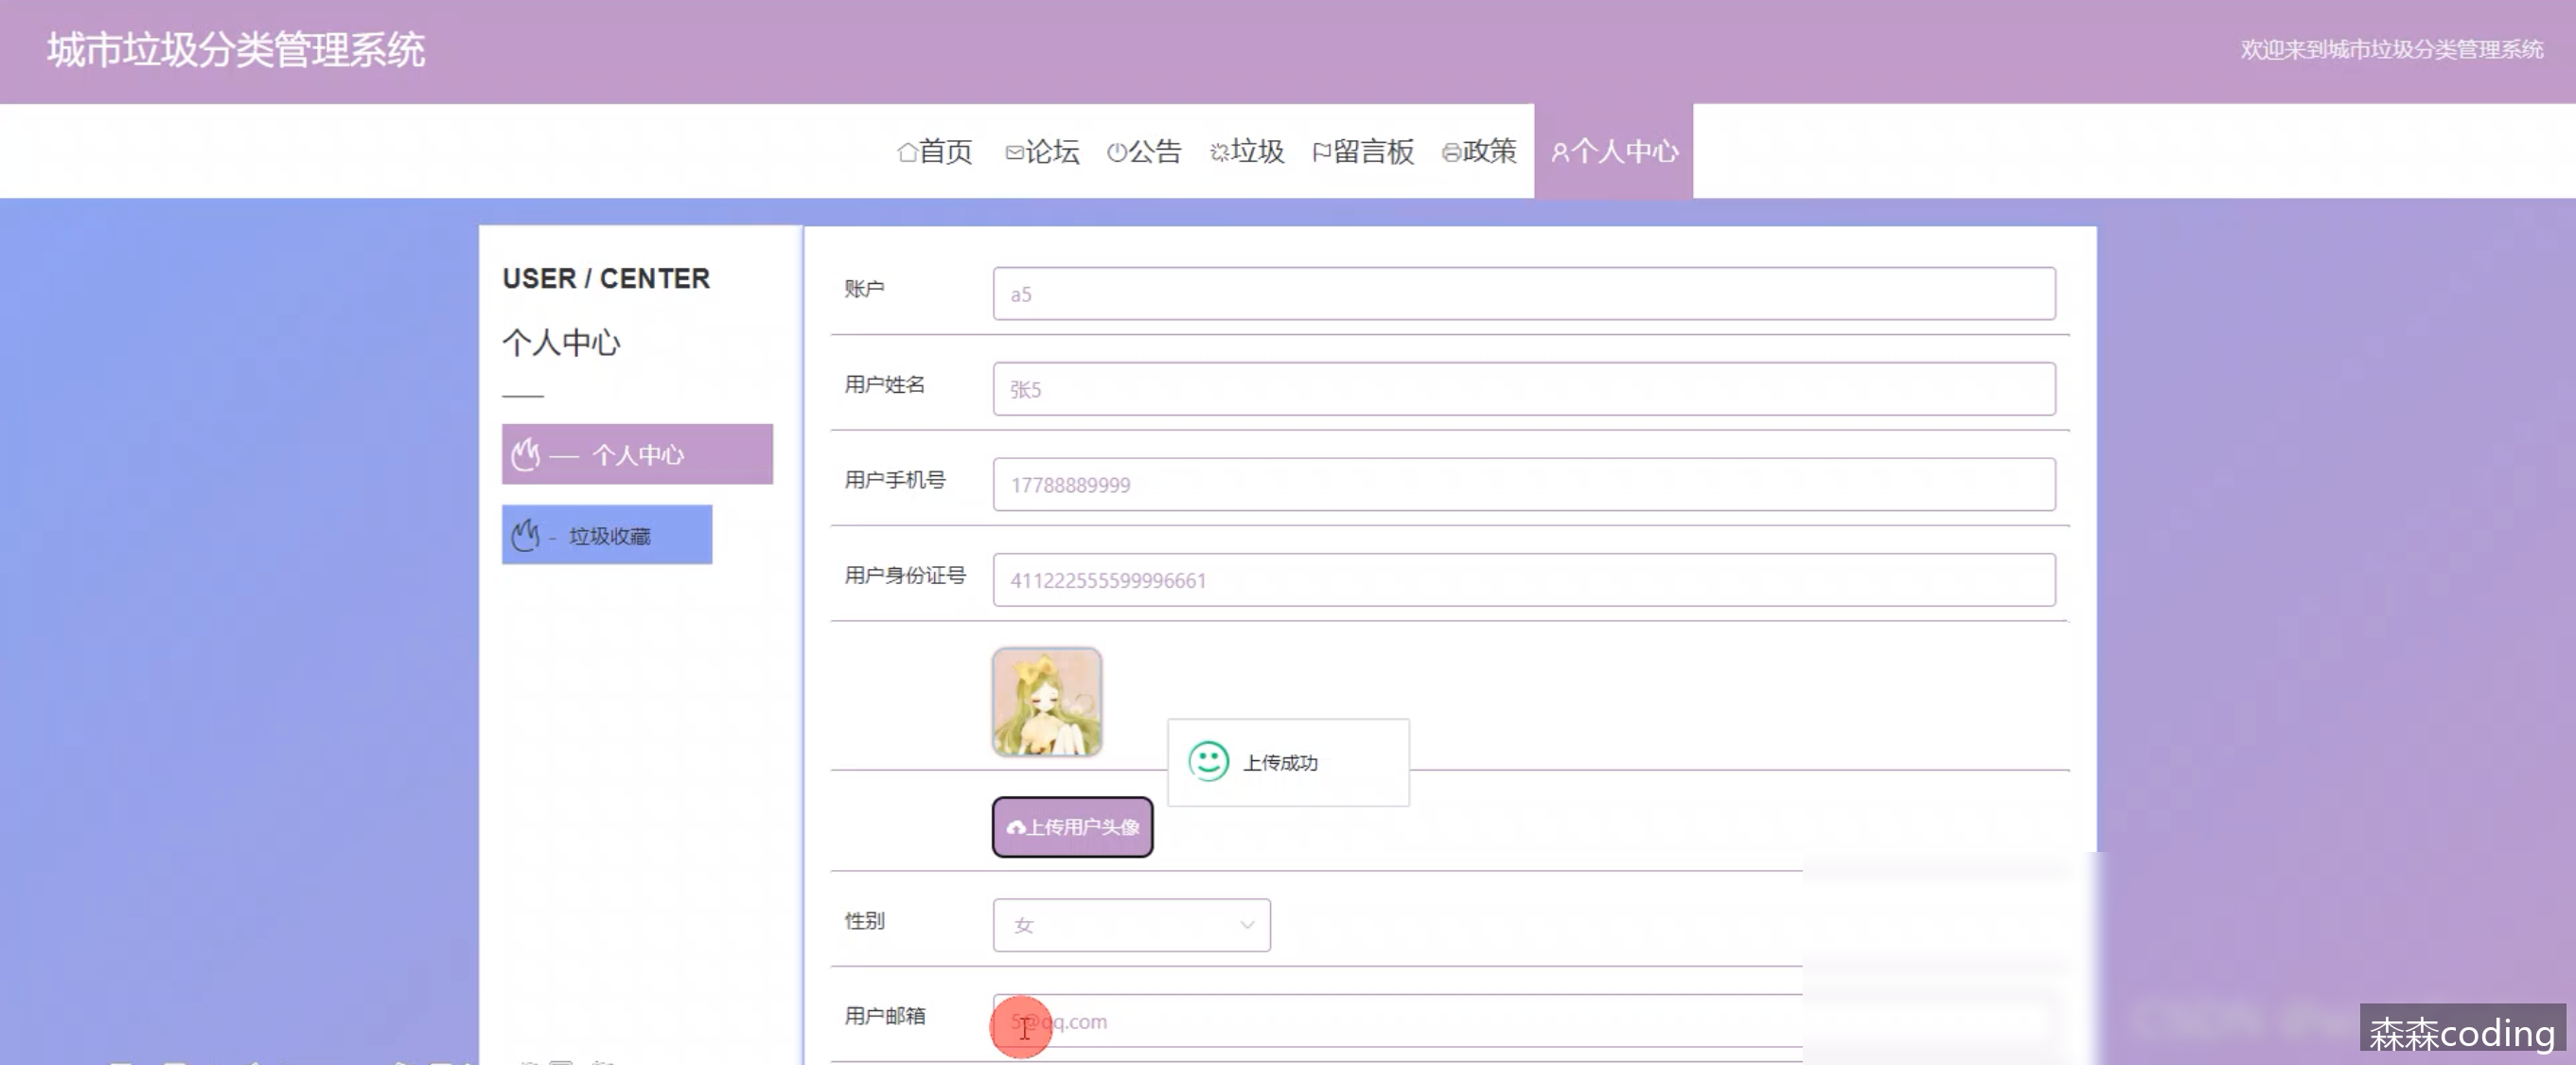 城市垃圾分类管理系统
欢迎来到城市垃圾分类管理系统
首页 论坛 公告 垃圾 留言板 政策 个人中心
USER / CENTER
个人中心
个人中心
垃圾收藏
账户 a5
用户姓名 张5
用户手机号 17788889999
用户身份证号 411222555599996661
上传成功
上传用户头像
性别 女
用户邮箱 5@qq.com
森森coding